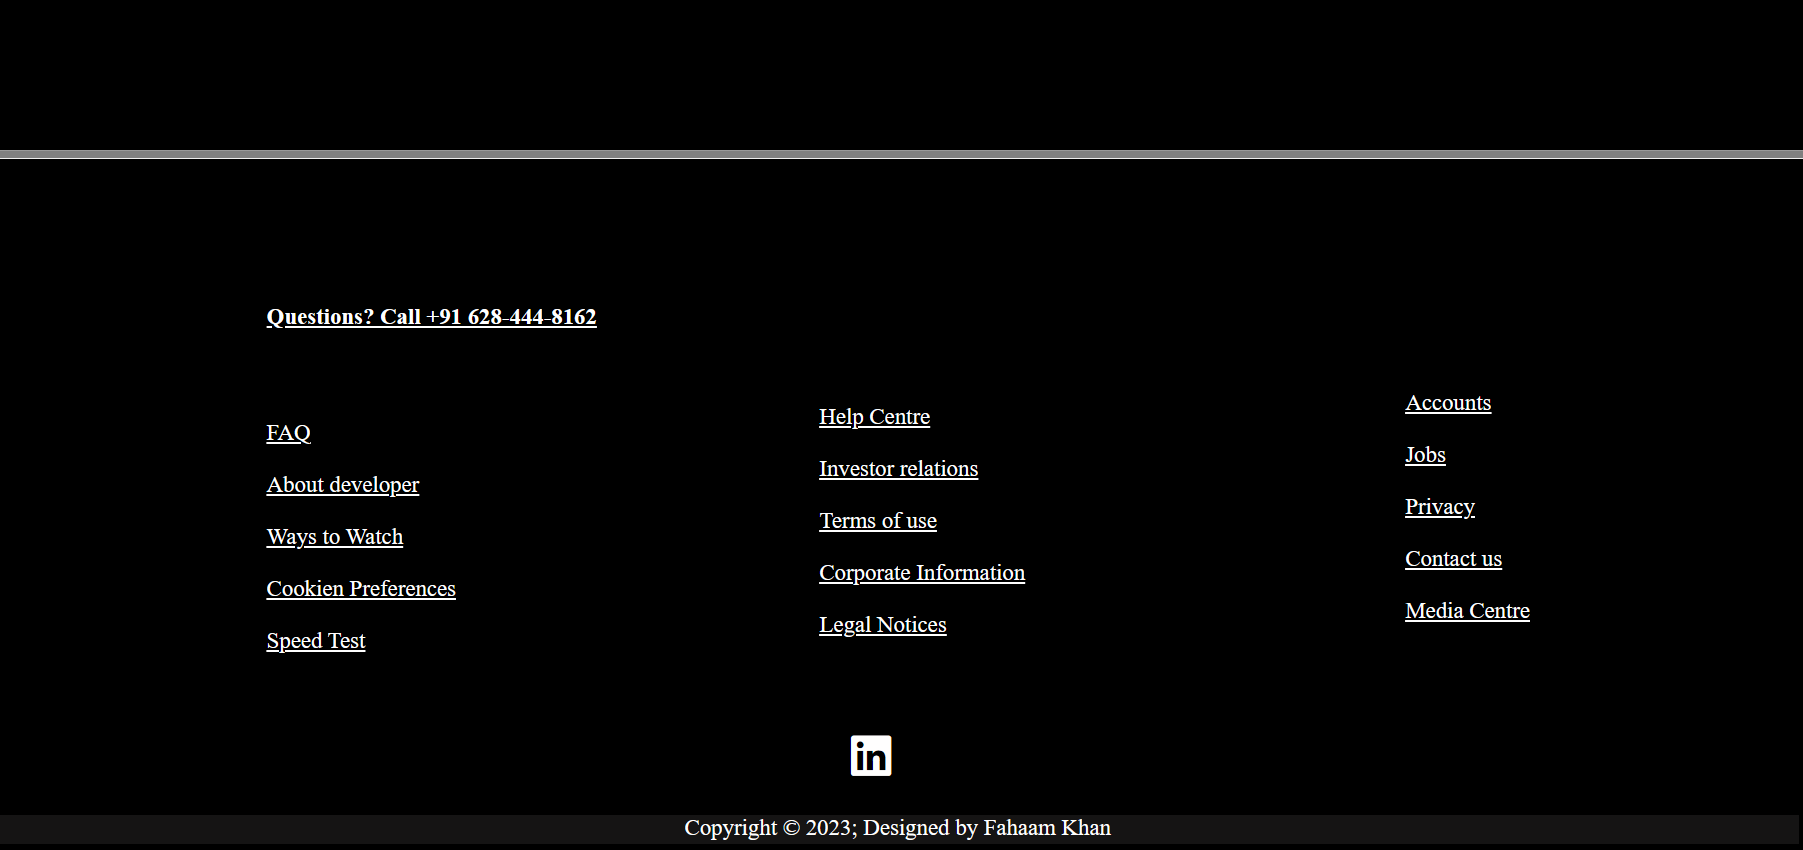 Questions? Call +91 628-444-8162
FAQ
About developer
Ways to Watch
Cookien Preferences
Speed Test
Help Centre
Investor relations
Terms of use
Corporate Information
Legal Notices
Accounts
Jobs
Privacy
Contact us
Media Centre
in
Copyright © 2023; Designed by Fahaam Khan